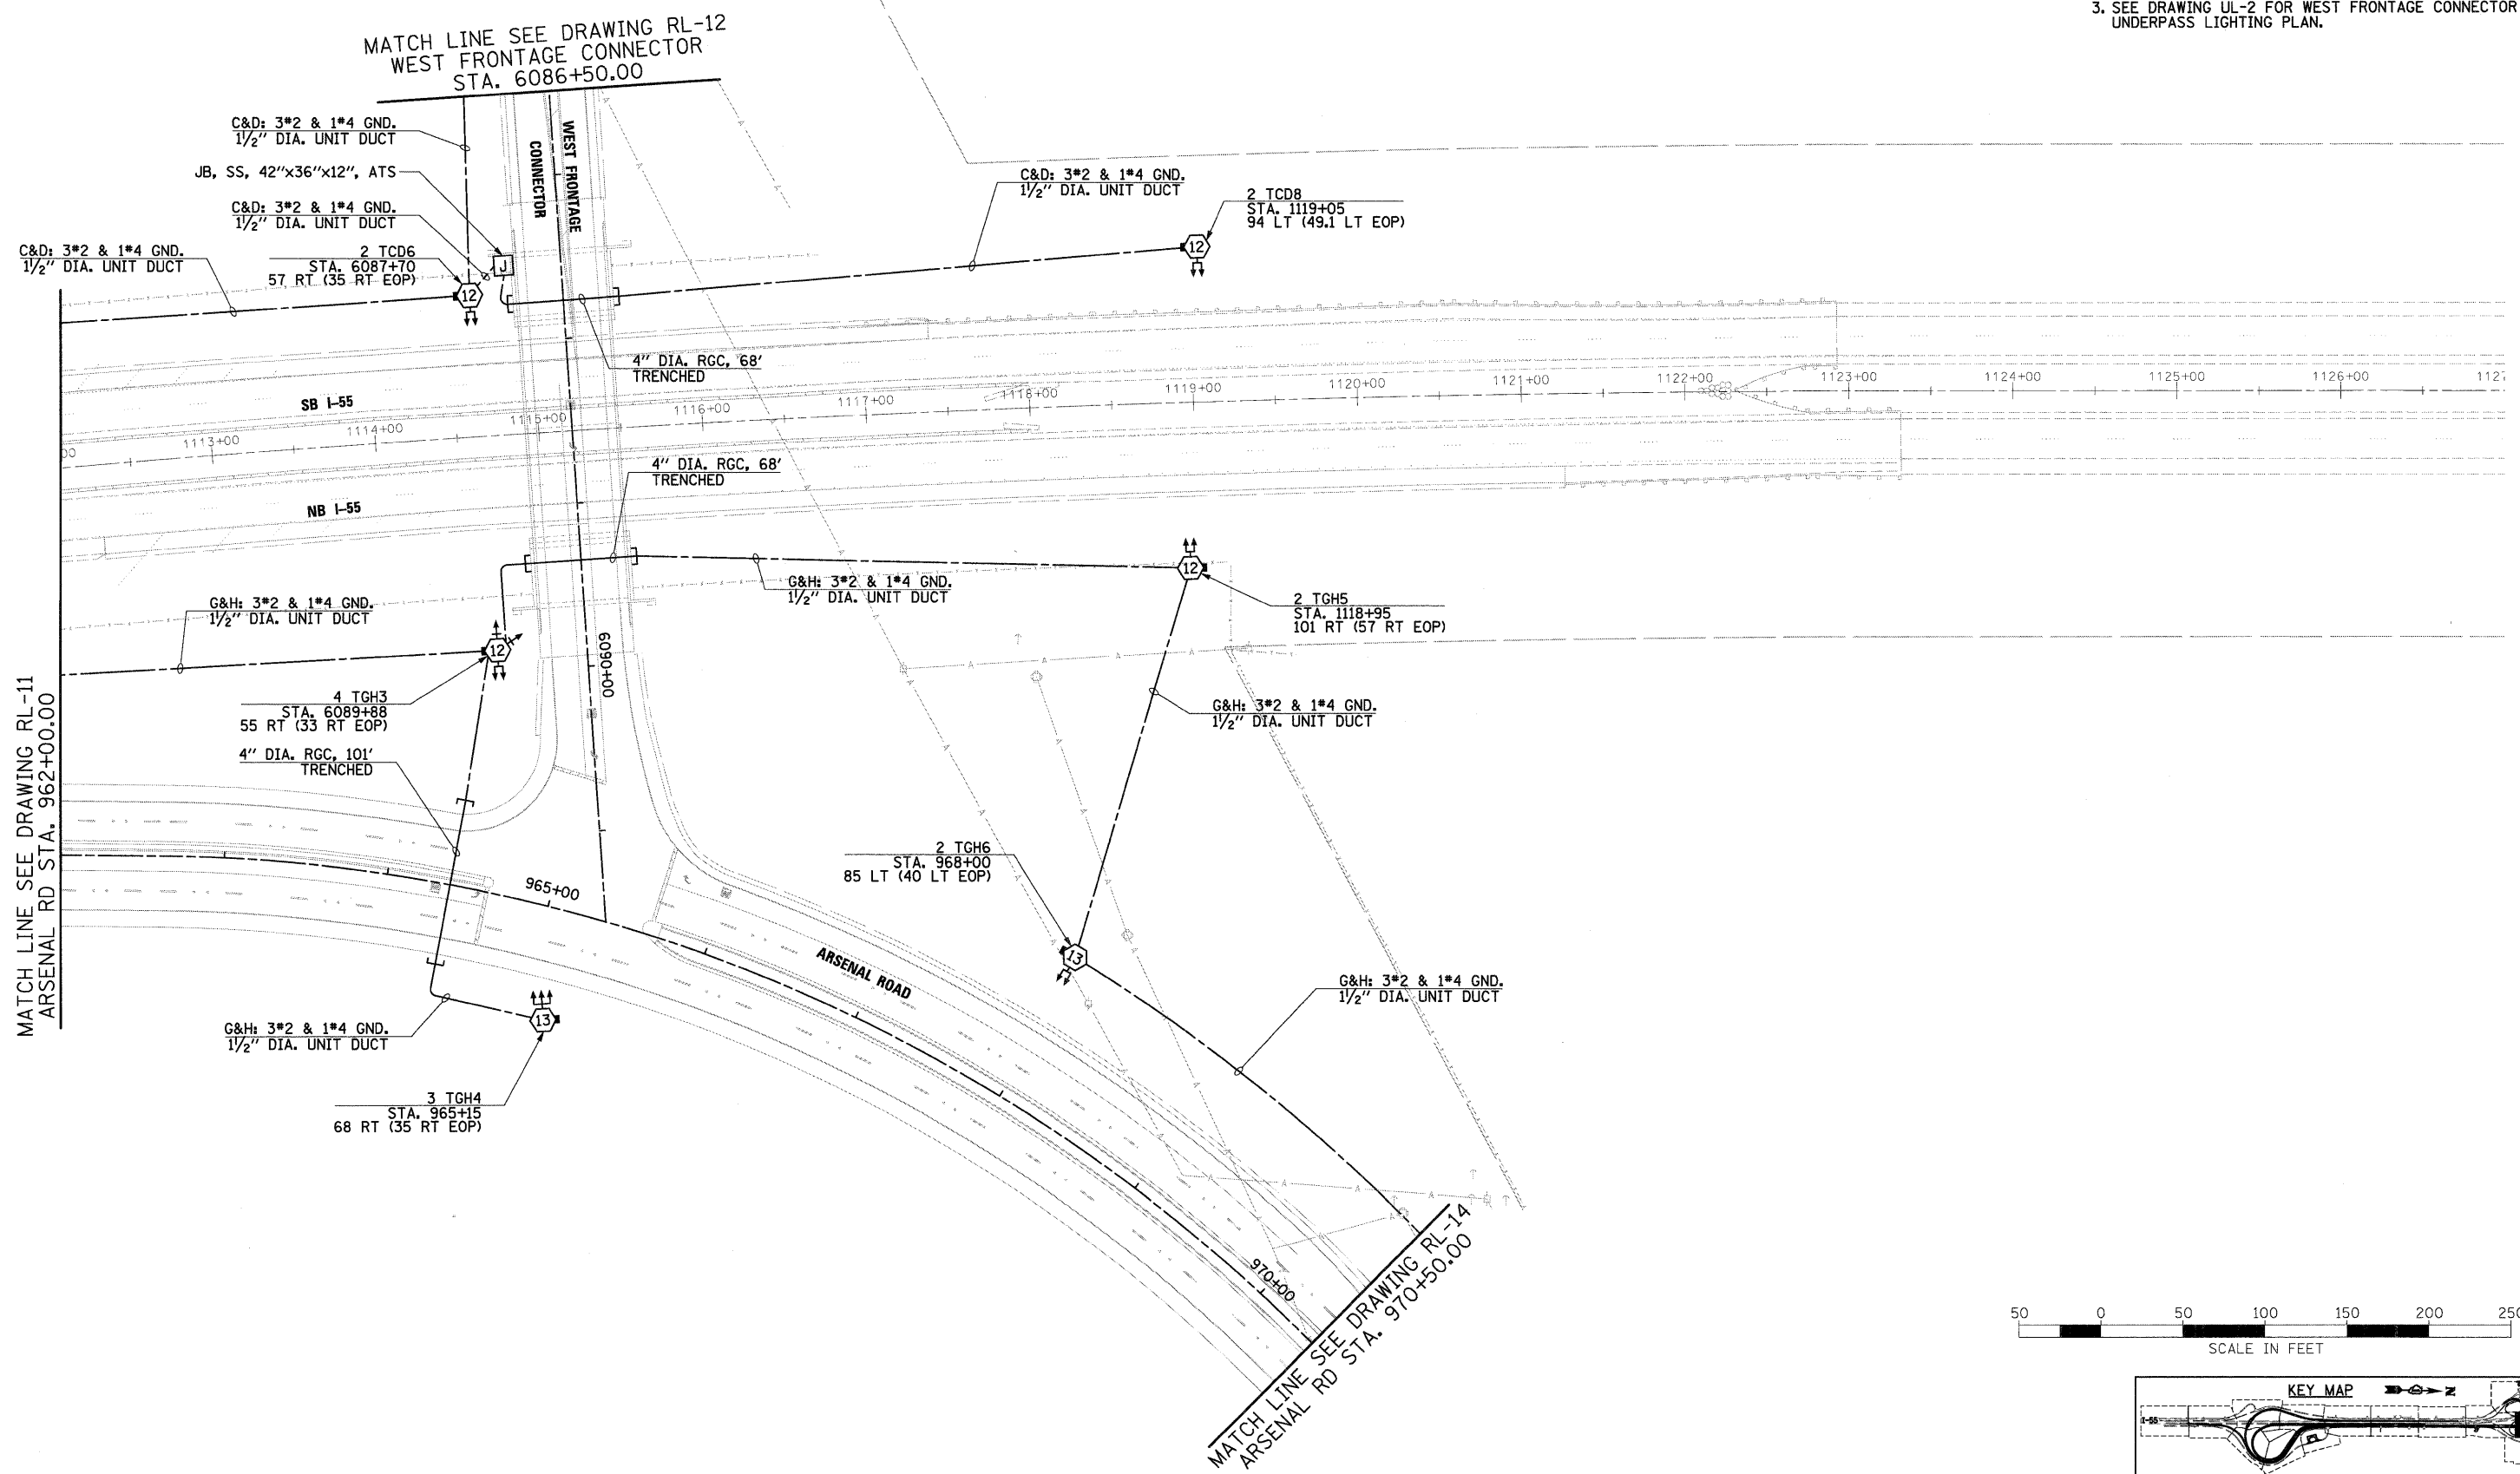 3. SEE DRAWING UL-2 FOR WEST FRONTAGE CONNECTOR
UNDERPASS LIGHTING PLAN.
MATCH LINE SEE DRAWING RL-12
WEST FRONTAGE CONNECTOR
STA. 6086+50.00
C&D: 3#2 & 1#4 GND.
1½" DIA. UNIT DUCT
JB, SS, 42"x36"x12", ATS
C&D: 3#2 & 1#4 GND.
1½" DIA. UNIT DUCT
C&D: 3#2 & 1#4 GND.
1½" DIA. UNIT DUCT
2 TCD6
STA. 6087+70
57 RT (35 RT EOP)
12
J
WEST FRONTAGE
CONNECTOR
C&D: 3#2 & 1#4 GND.
1½" DIA. UNIT DUCT
2 TCD8
STA. 1119+05
94 LT (49.1 LT EOP)
12
4" DIA. RGC, 68'
TRENCHED
SB I-55
00
1113+00
1114+00
1115+00
1116+00
1117+00
1118+00
1119+00
1120+00
1121+00
1122+00
1123+00
1124+00
1125+00
1126+00
112
NB I-55
4" DIA. RGC, 68'
TRENCHED
G&H: 3#2 & 1#4 GND.
1½" DIA. UNIT DUCT
G&H: 3#2 & 1#4 GND.
1½" DIA. UNIT DUCT
12
2 TGH5
STA. 1118+95
101 RT (57 RT EOP)
12
4 TGH3
STA. 6089+88
55 RT (33 RT EOP)
6090+00
G&H: 3#2 & 1#4 GND.
1½" DIA. UNIT DUCT
4" DIA. RGC, 101'
TRENCHED
MATCH LINE SEE DRAWING RL-11
ARSENAL RD STA. 962+00.00
965+00
2 TGH6
STA. 968+00
85 LT (40 LT EOP)
13
ARSENAL ROAD
G&H: 3#2 & 1#4 GND.
1½" DIA. UNIT DUCT
G&H: 3#2 & 1#4 GND.
1½" DIA. UNIT DUCT
13
3 TGH4
STA. 965+15
68 RT (35 RT EOP)
970+00
MATCH LINE SEE DRAWING RL-14
ARSENAL RD STA. 970+50.00
50 0 50 100 150 200 250
SCALE IN FEET
KEY MAP
N
I-55